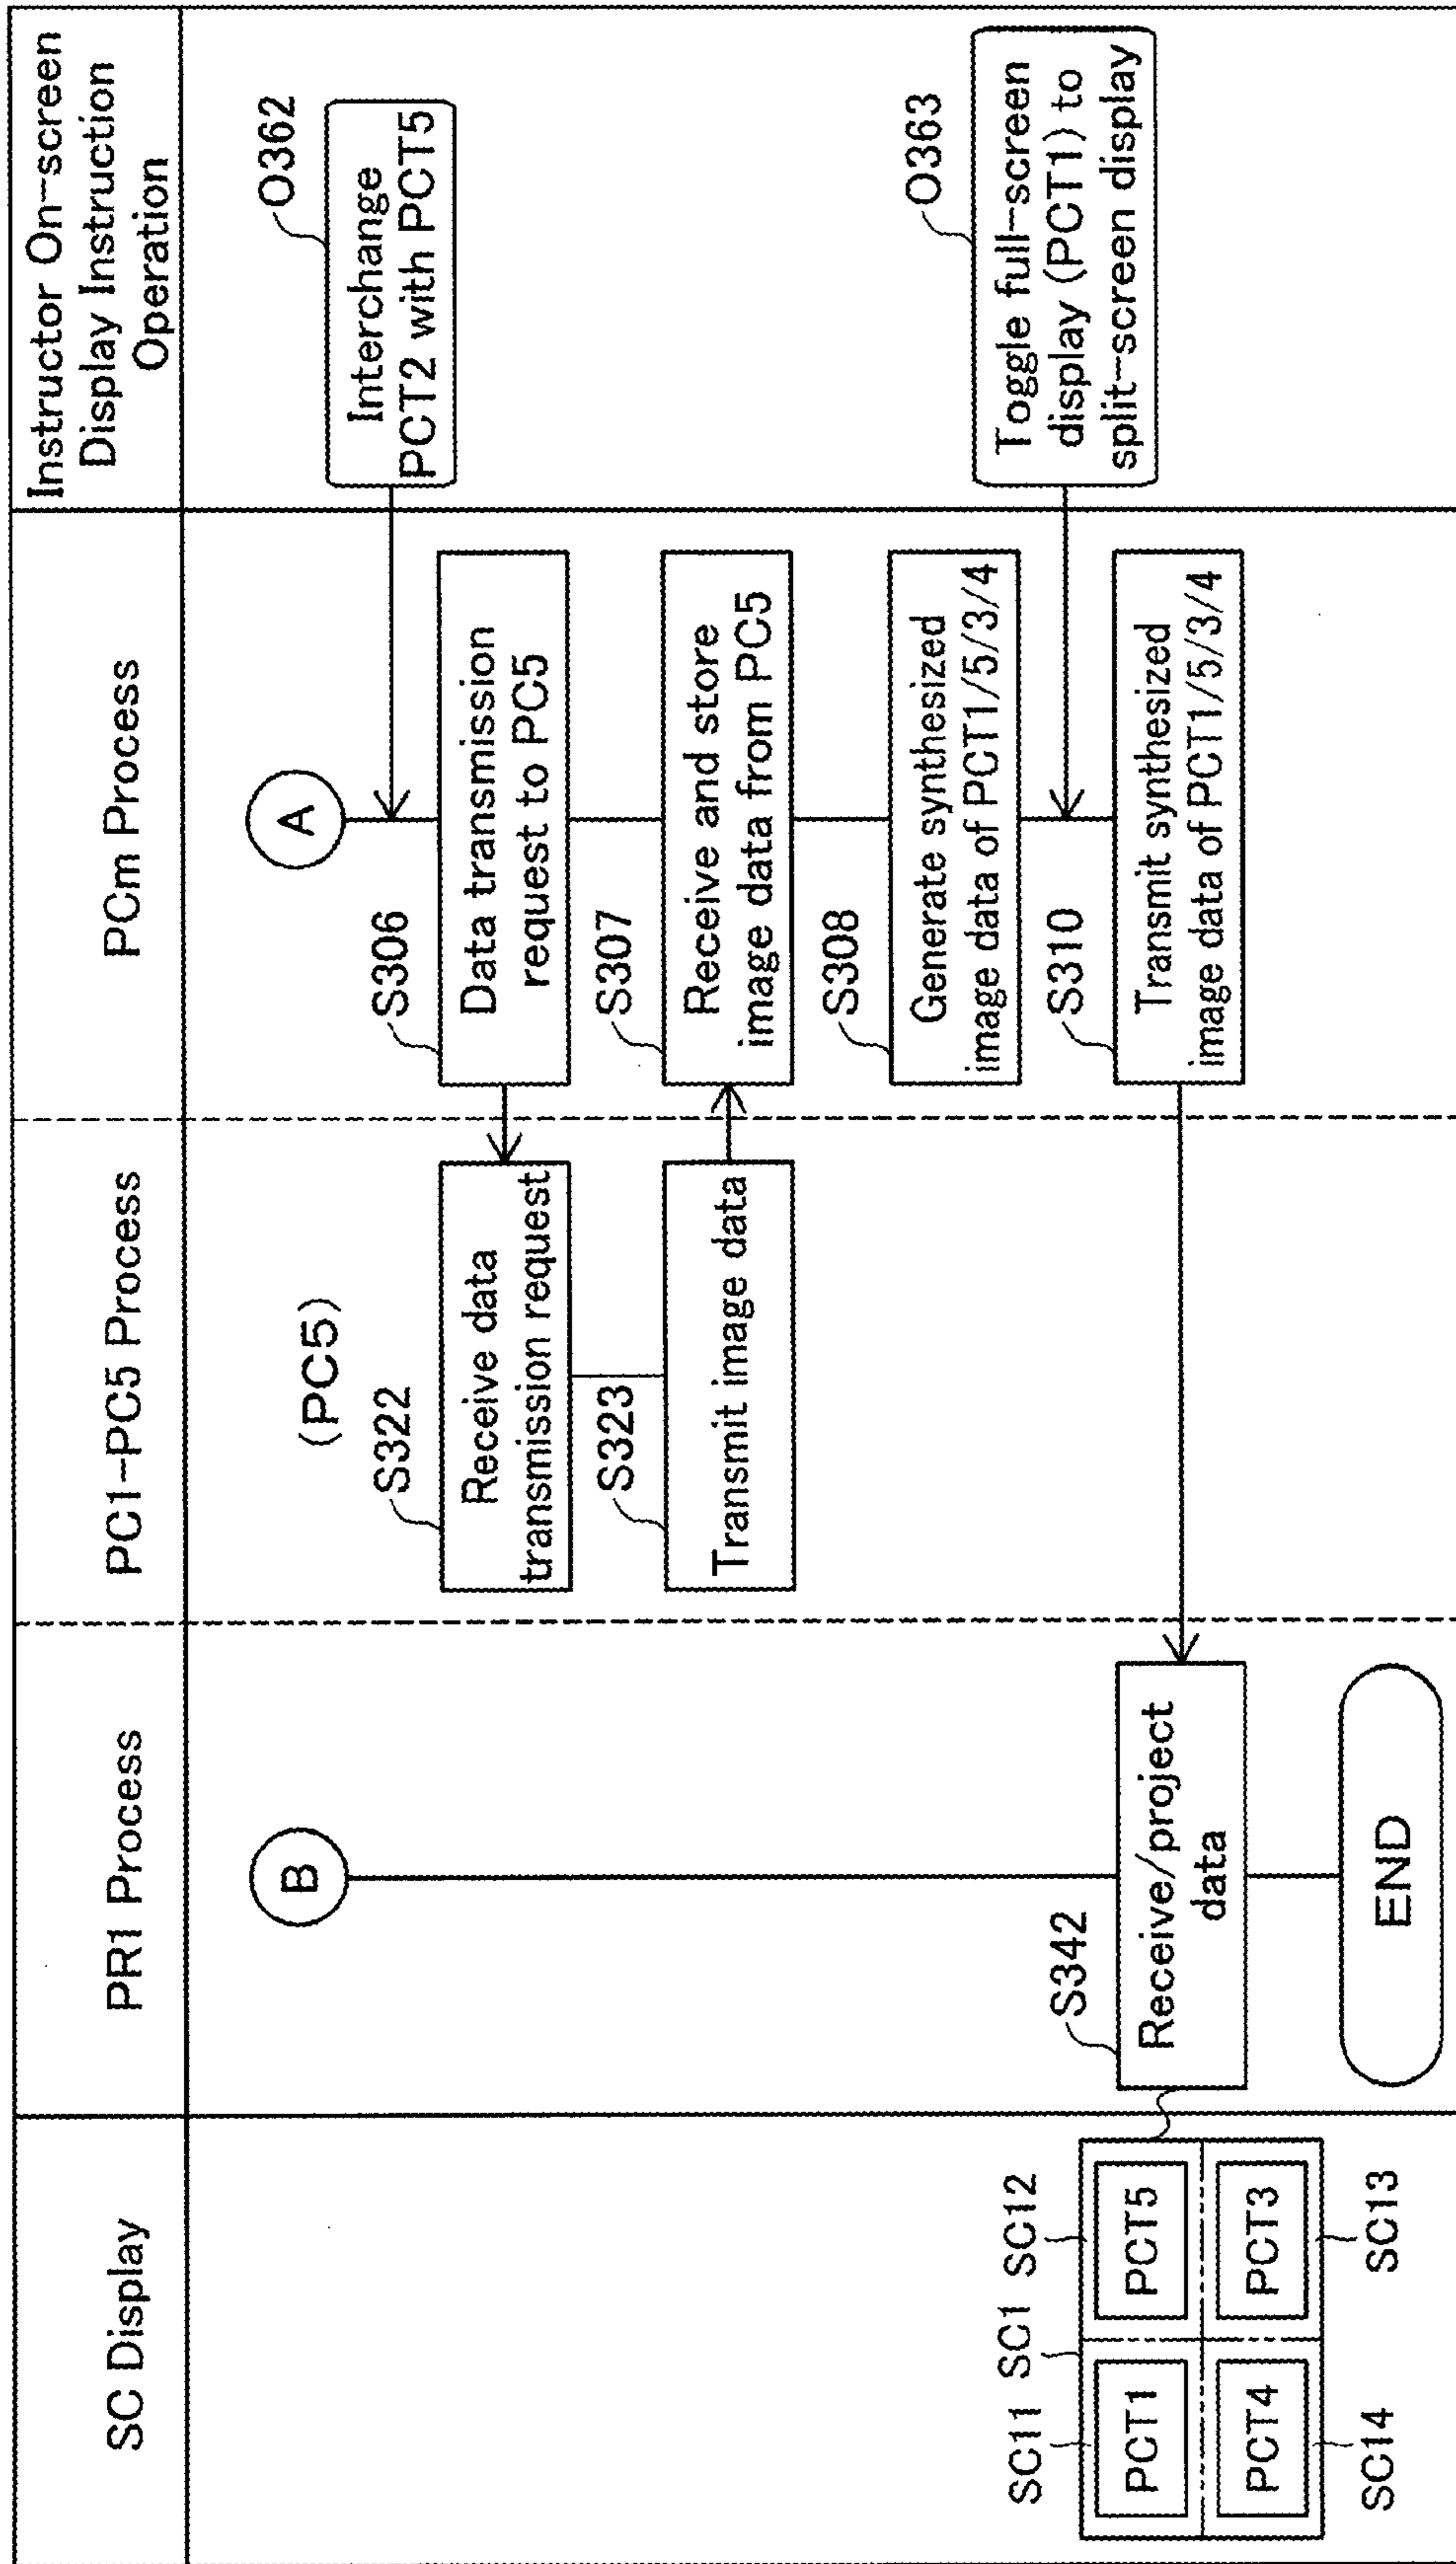 SC Display
PR1 Process
PC1-PC5 Process
PCm Process
Instructor On-screen
Display Instruction
Operation
B
(PC5)
A
O362
Interchange
PCT2 with PCT5
S322
Receive data
transmission request
S306
Data transmission
request to PC5
S323
Transmit image data
S307
Receive and store
image data from PC5
S308
Generate synthesized
image data of PCT1/5/3/4
O363
Toggle full-screen
display (PCT1) to
split-screen display
SC11
SC1
SC12
PCT1
PCT5
PCT4
PCT3
SC14
SC13
S342
Receive/project
data
S310
Transmit synthesized
image data of PCT1/5/3/4
END